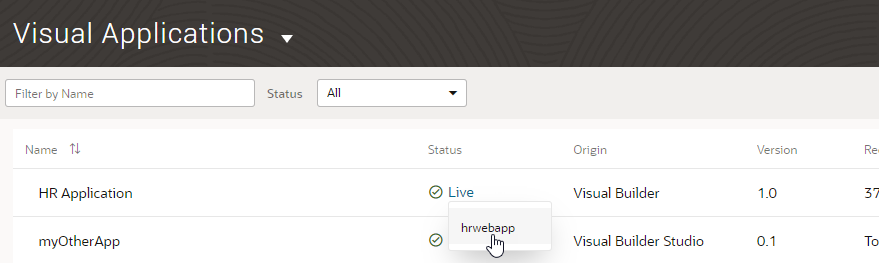 Visual Applications
Filter by Name Status All
Name Status Origin Version
HR Application Live Visual Builder 1.0 37
hrwebapp
myOtherApp Visual Builder Studio 0.1 To